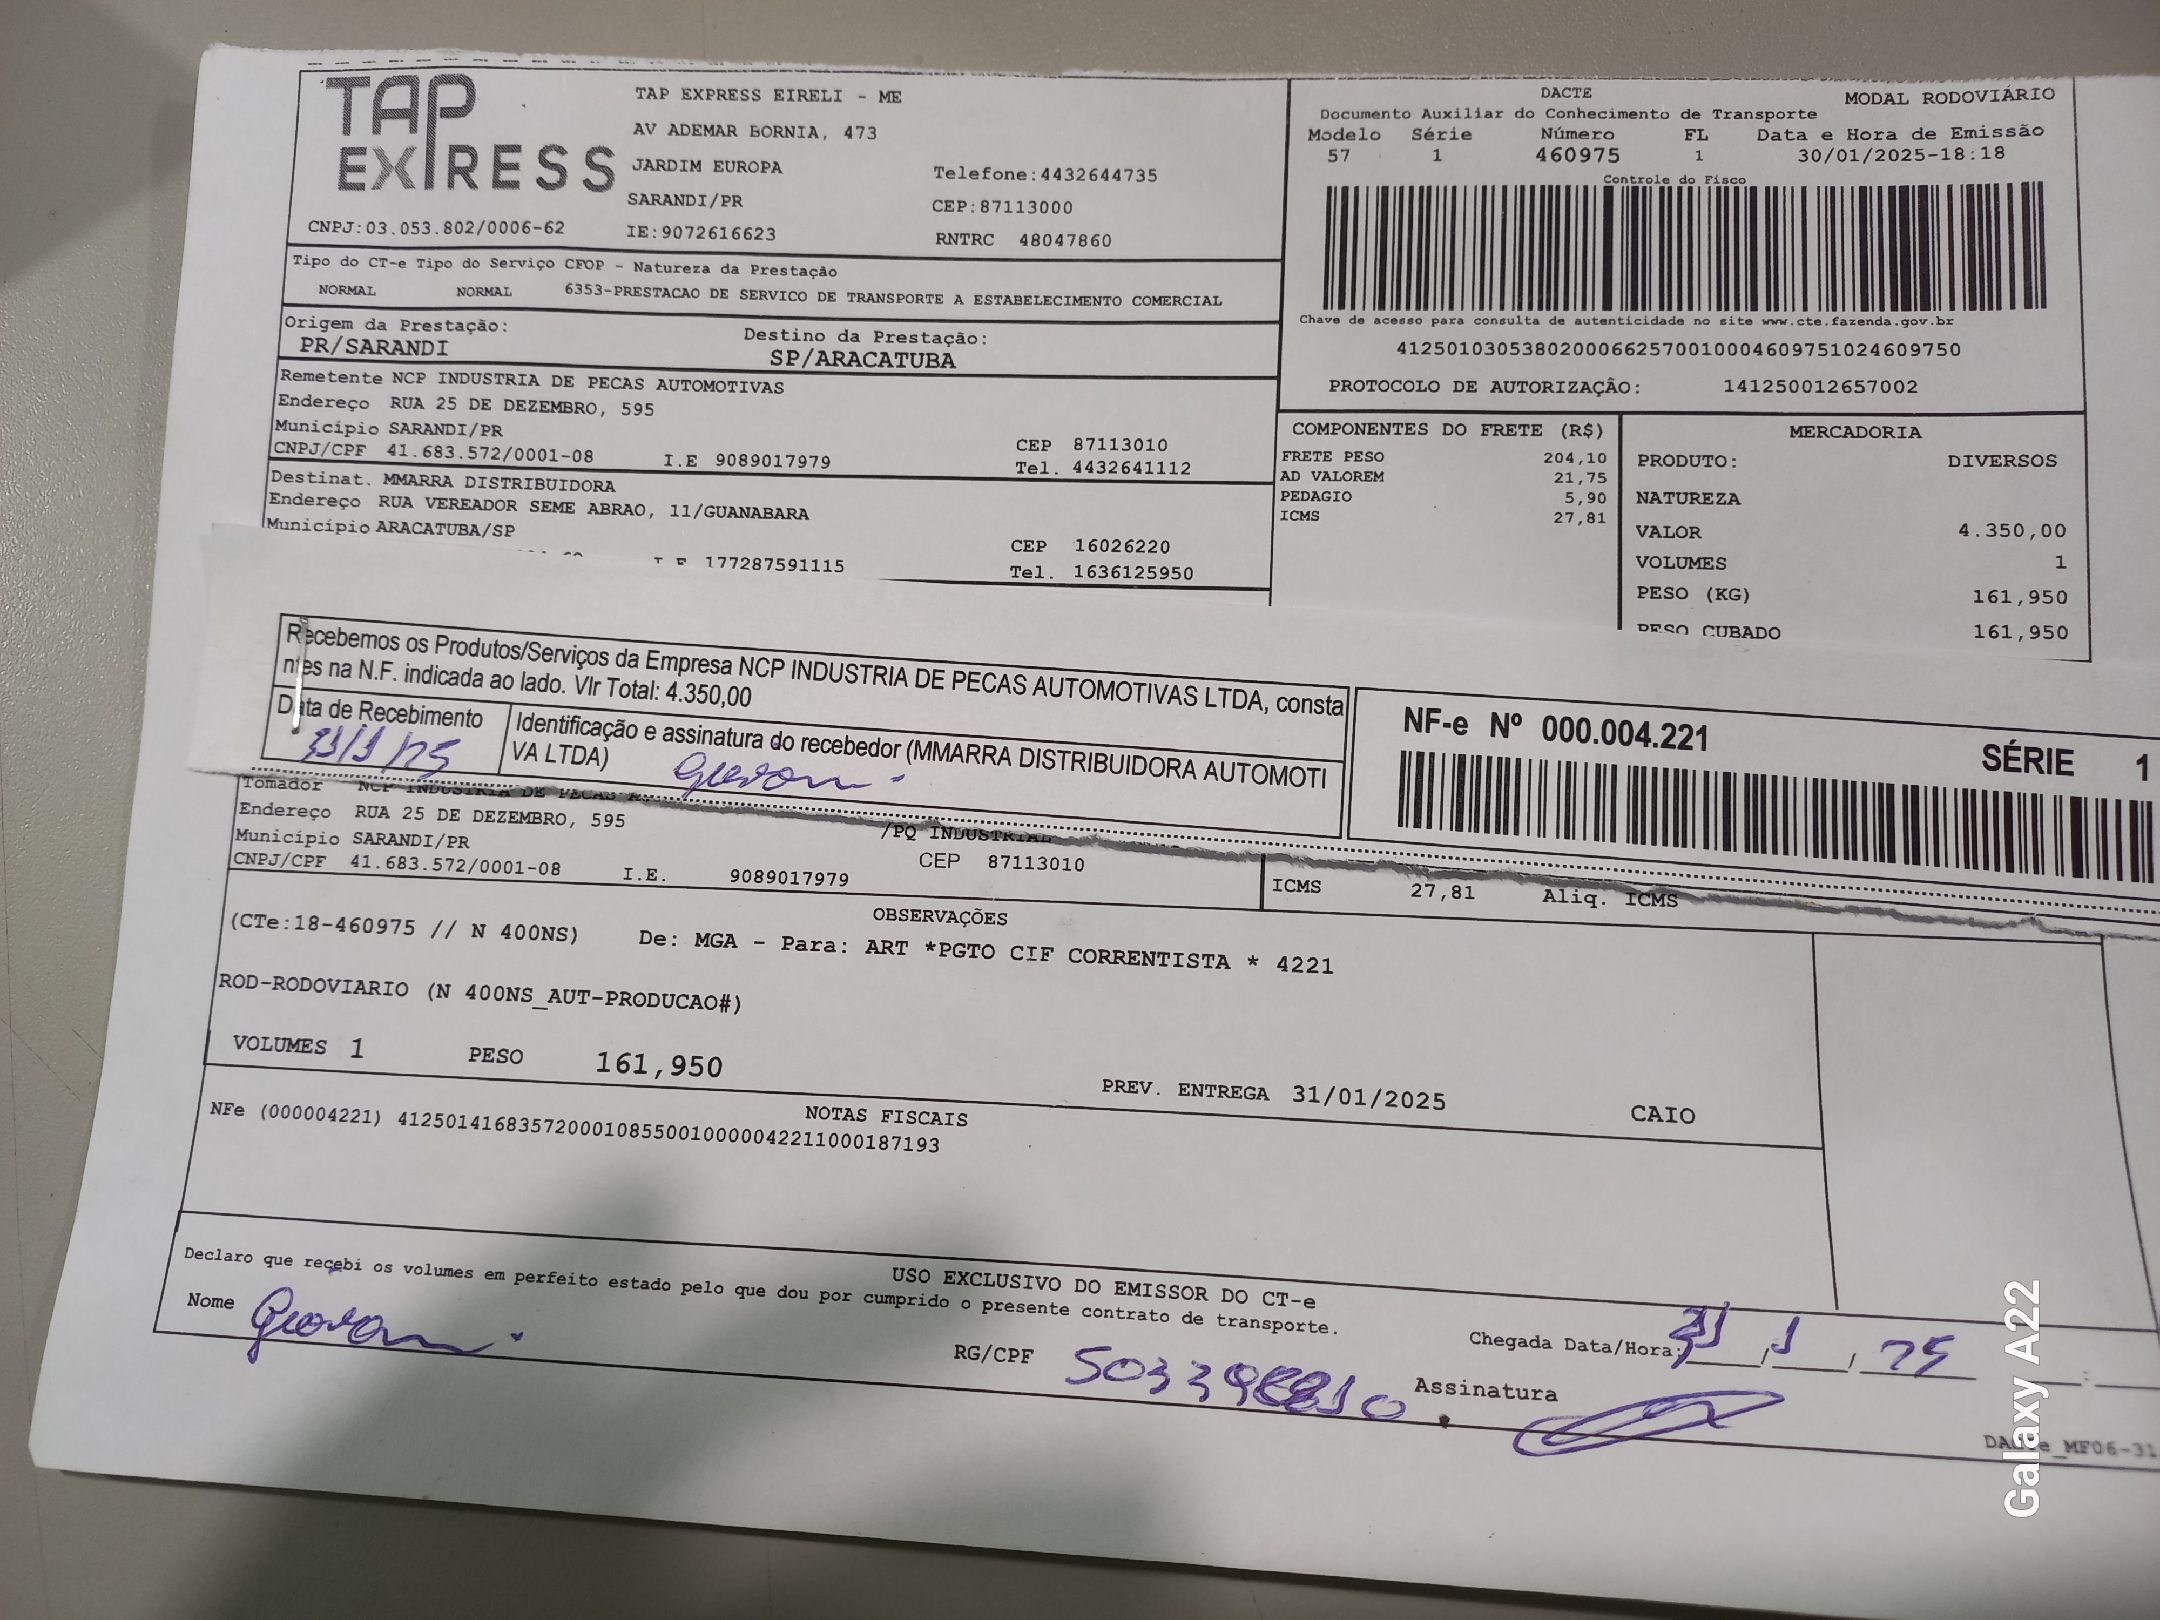 TAP EXPRESS
TAP EXPRESS EIRELI - ME
AV ADEMAR BORNIA, 473
JARDIM EUROPA
Telefone:4432644735
SARANDI/PR
CEP:87113000
CNPJ:03.053.802/0006-62
IE:9072616623
RNTRC 48047860
DACTE
MODAL RODOVIÁRIO
Documento Auxiliar do Conhecimento de Transporte
Modelo Série Número FL Data e Hora de Emissão
57 1 460975 1 30/01/2025-18:18
Controle do Fisco
Chave de acesso para consulta de autenticidade no site www.cte.fazenda.gov.br
41250103053802000662570010004609751024609750
PROTOCOLO DE AUTORIZAÇÃO: 141250012657002
Tipo do CT-e Tipo do Serviço CFOP - Natureza da Prestação
NORMAL NORMAL 6353-PRESTACAO DE SERVICO DE TRANSPORTE A ESTABELECIMENTO COMERCIAL
Origem da Prestação: Destino da Prestação:
PR/SARANDI SP/ARACATUBA
Remetente NCP INDUSTRIA DE PECAS AUTOMOTIVAS
Endereço RUA 25 DE DEZEMBRO, 595
Município SARANDI/PR CEP 87113010
CNPJ/CPF 41.683.572/0001-08 I.E 9089017979 Tel. 4432641112
Destinat. MMARRA DISTRIBUIDORA
Endereço RUA VEREADOR SEME ABRAO, 11/GUANABARA
Município ARACATUBA/SP CEP 16026220
177287591115 Tel. 1636125950
COMPONENTES DO FRETE (R$)
FRETE PESO 204,10
AD VALOREM 21,75
PEDAGIO 5,90
ICMS 27,81
MERCADORIA
PRODUTO: DIVERSOS
NATUREZA
VALOR 4.350,00
VOLUMES 1
PESO (KG) 161,950
PESO CUBADO 161,950
Recebemos os Produtos/Serviços da Empresa NCP INDUSTRIA DE PECAS AUTOMOTIVAS LTDA, consta
ntes na N.F. indicada ao lado. Vlr Total: 4.350,00
Data de Recebimento
31/1/25
Identificação e assinatura do recebedor (MMARRA DISTRIBUIDORA AUTOMOTI
VA LTDA)
NF-e Nº 000.004.221
SÉRIE 1
Tomador NCP INDUSTRIA DE PECAS
Endereço RUA 25 DE DEZEMBRO, 595 /PQ INDUSTRIAL
Município SARANDI/PR CEP 87113010
CNPJ/CPF 41.683.572/0001-08 I.E. 9089017979
ICMS 27,81 Aliq. ICMS
OBSERVAÇÕES
(CTe:18-460975 // N 400NS) De: MGA - Para: ART *PGTO CIF CORRENTISTA * 4221
ROD-RODOVIARIO (N 400NS_AUT-PRODUCAO#)
VOLUMES 1 PESO 161,950
PREV. ENTREGA 31/01/2025 CAIO
NOTAS FISCAIS
NFe (000004221) 41250141683572000108550010000042211000187193
USO EXCLUSIVO DO EMISSOR DO CT-e
Declaro que recebi os volumes em perfeito estado pelo que dou por cumprido o presente contrato de transporte.
Nome
RG/CPF
Chegada Data/Hora: 31/1/25
Assinatura
Galaxy A22